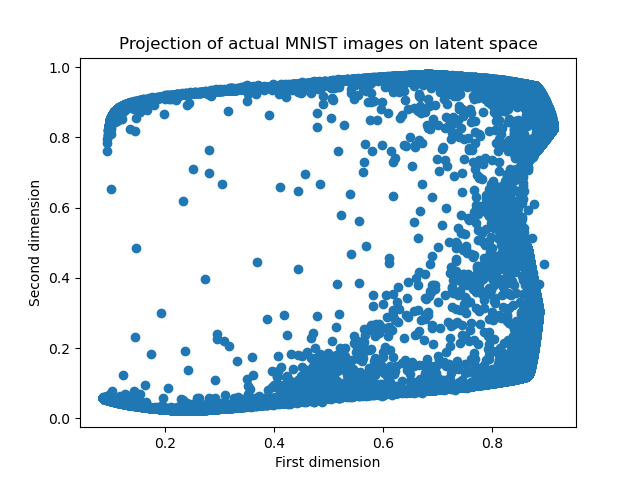 Projection of actual MNIST images on latent space
1.0
0.8
0.6
0.4
0.2
0.0
Second dimension
0.2 0.4 0.6 0.8
First dimension